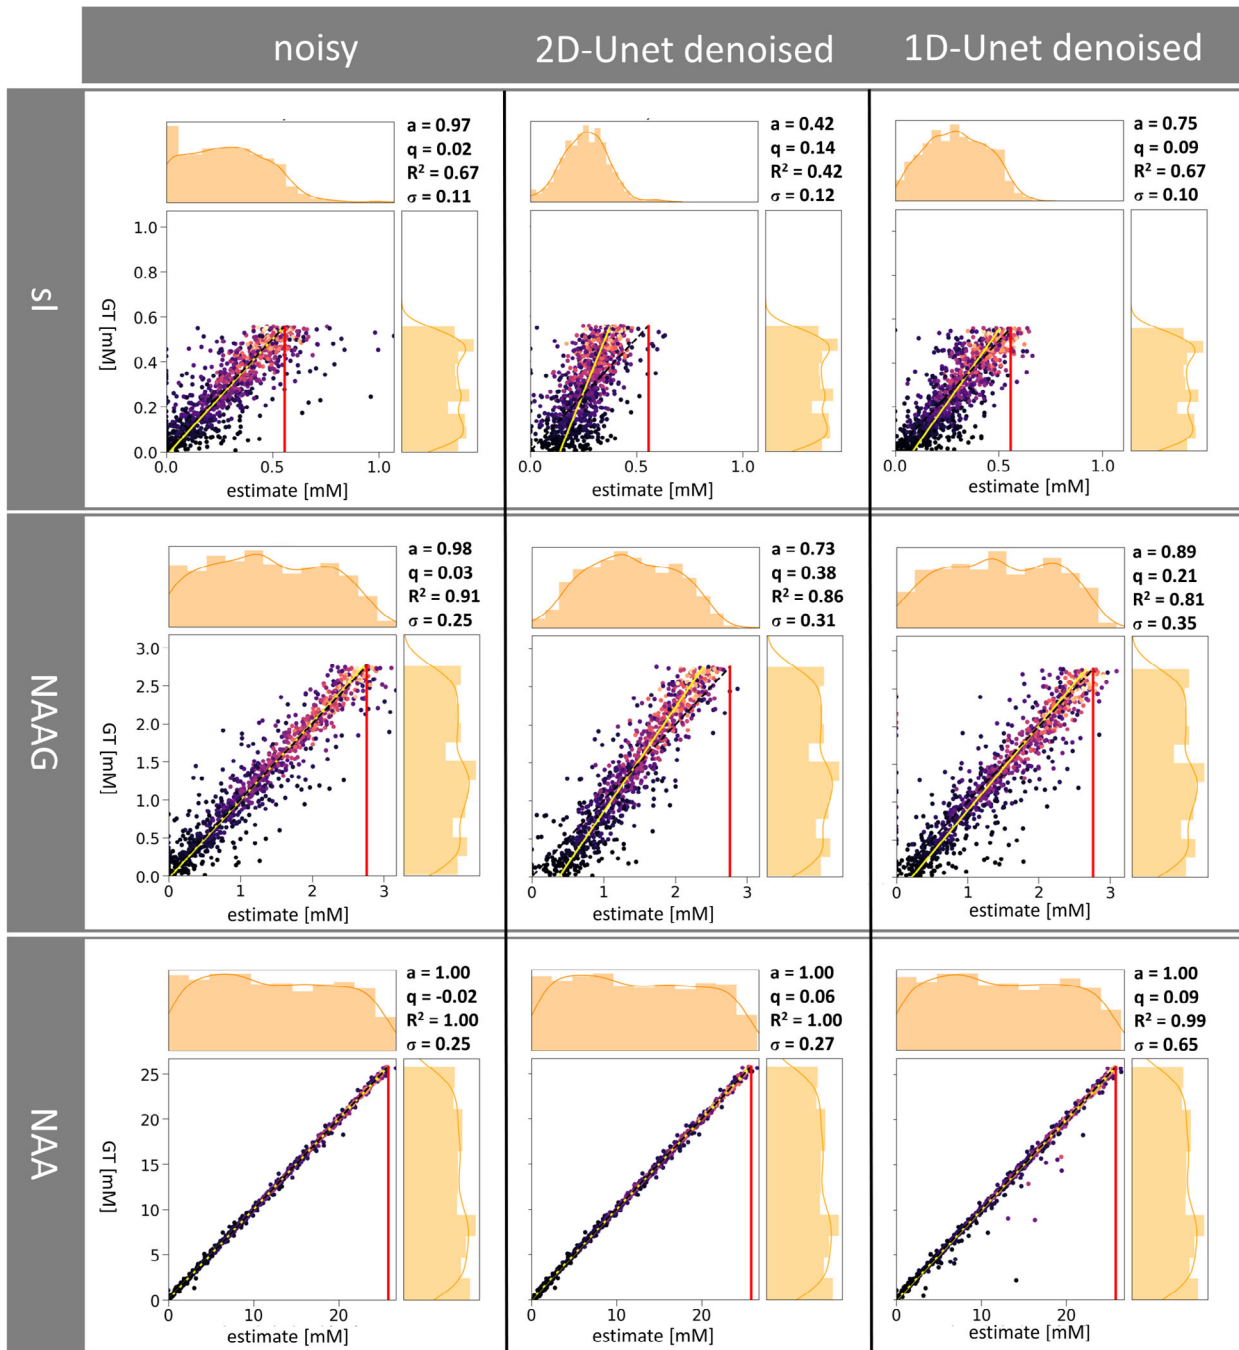 noisy
2D-Unet denoised
1D-Unet denoised
sI
a = 0.97
q = 0.02
R² = 0.67
σ = 0.11
a = 0.42
q = 0.14
R² = 0.42
σ = 0.12
a = 0.75
q = 0.09
R² = 0.67
σ = 0.10
GT [mM]
1.0
0.8
0.6
0.4
0.2
0.0
0.0 0.5 1.0
estimate [mM]
0.0 0.5 1.0
estimate [mM]
0.0 0.5 1.0
estimate [mM]
NAAG
a = 0.98
q = 0.03
R² = 0.91
σ = 0.25
a = 0.73
q = 0.38
R² = 0.86
σ = 0.31
a = 0.89
q = 0.21
R² = 0.81
σ = 0.35
GT [mM]
3.0
2.5
2.0
1.5
1.0
0.5
0.0
0 1 2 3
estimate [mM]
0 1 2 3
estimate [mM]
0 1 2 3
estimate [mM]
NAA
a = 1.00
q = -0.02
R² = 1.00
σ = 0.25
a = 1.00
q = 0.06
R² = 1.00
σ = 0.27
a = 1.00
q = 0.09
R² = 0.99
σ = 0.65
GT [mM]
25
20
15
10
5
0
0 10 20
estimate [mM]
0 10 20
estimate [mM]
0 10 20
estimate [mM]